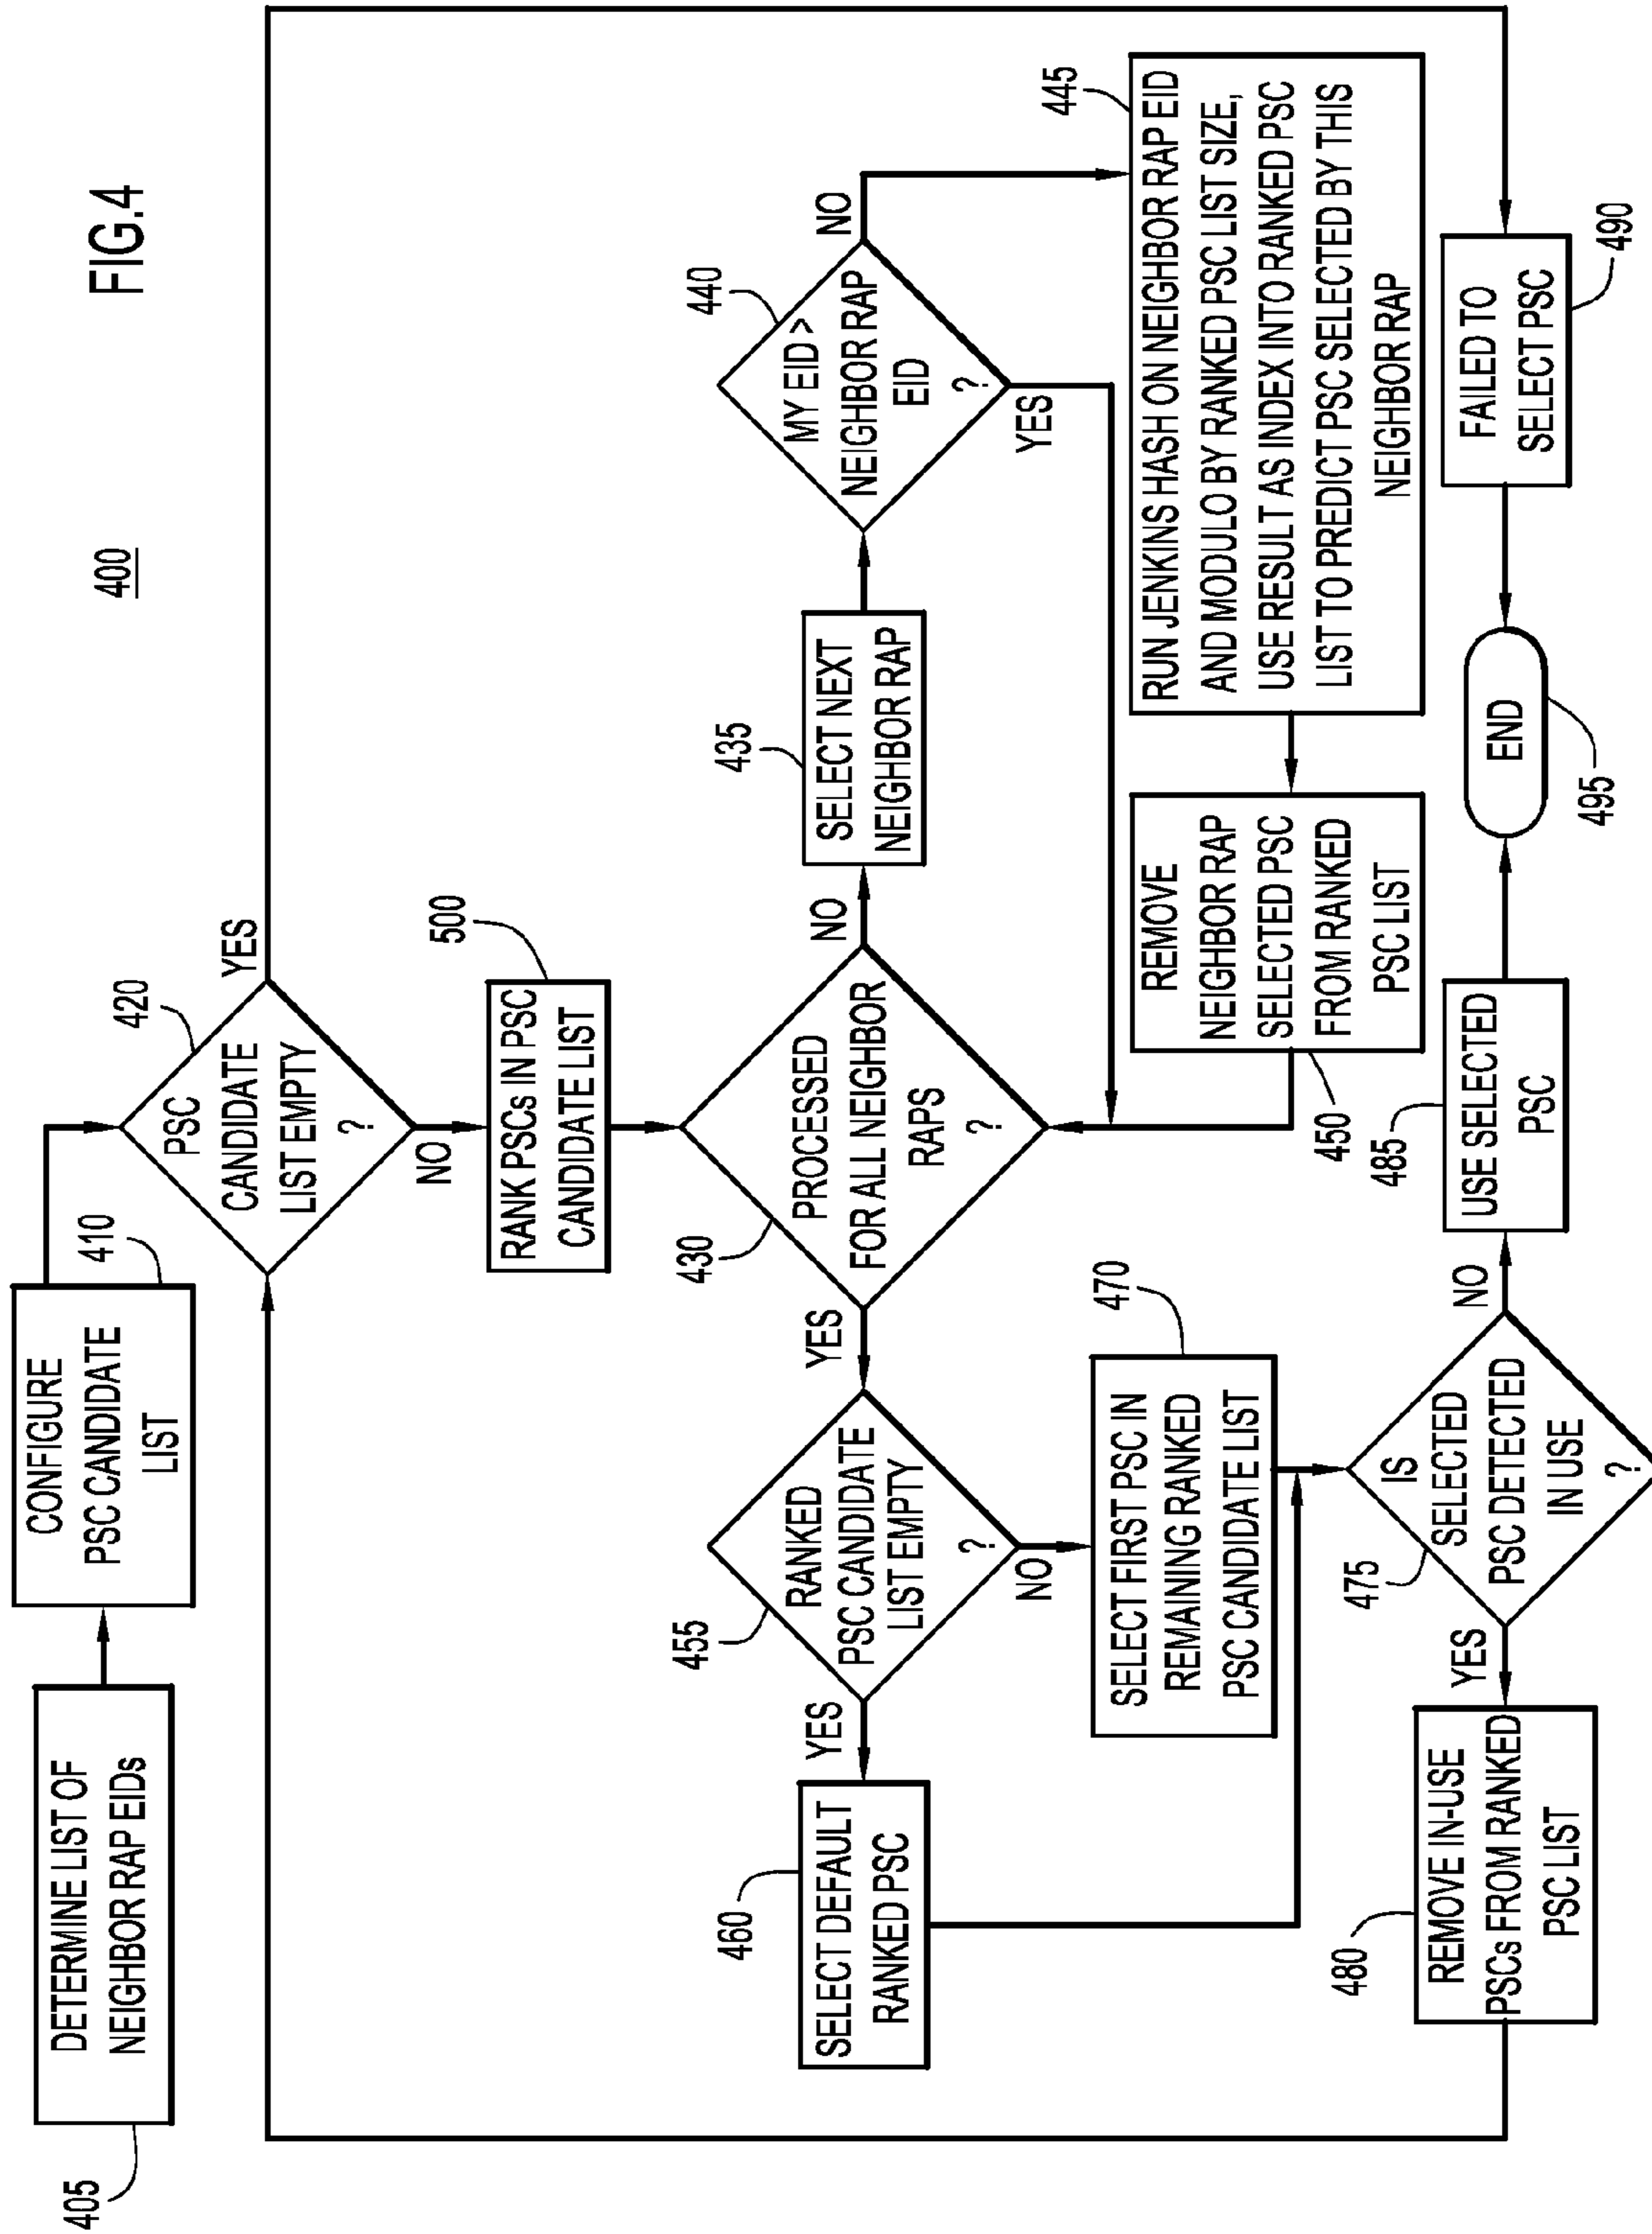 FIG.4
400
405
DETERMINE LIST OF
NEIGHBOR RAP EIDs
410
CONFIGURE
PSC CANDIDATE
LIST
420
PSC
CANDIDATE
LIST EMPTY
?
YES
NO
500
RANK PSCs IN PSC
CANDIDATE LIST
430
PROCESSED
FOR ALL NEIGHBOR
RAPS
?
NO
YES
435
SELECT NEXT
NEIGHBOR RAP
440
MY EID >
NEIGHBOR RAP
EID
?
NO
YES
445
RUN JENKINS HASH ON NEIGHBOR RAP EID
AND MODULO BY RANKED PSC LIST SIZE,
USE RESULT AS INDEX INTO RANKED PSC
LIST TO PREDICT PSC SELECTED BY THIS
NEIGHBOR RAP
450
REMOVE
NEIGHBOR RAP
SELECTED PSC
FROM RANKED
PSC LIST
455
RANKED
PSC CANDIDATE
LIST EMPTY
?
YES
NO
460
SELECT DEFAULT
RANKED PSC
470
SELECT FIRST PSC IN
REMAINING RANKED
PSC CANDIDATE LIST
475
IS
SELECTED
PSC DETECTED
IN USE
?
YES
NO
480
REMOVE IN-USE
PSCs FROM RANKED
PSC LIST
485
USE SELECTED
PSC
490
FAILED TO
SELECT PSC
495
END